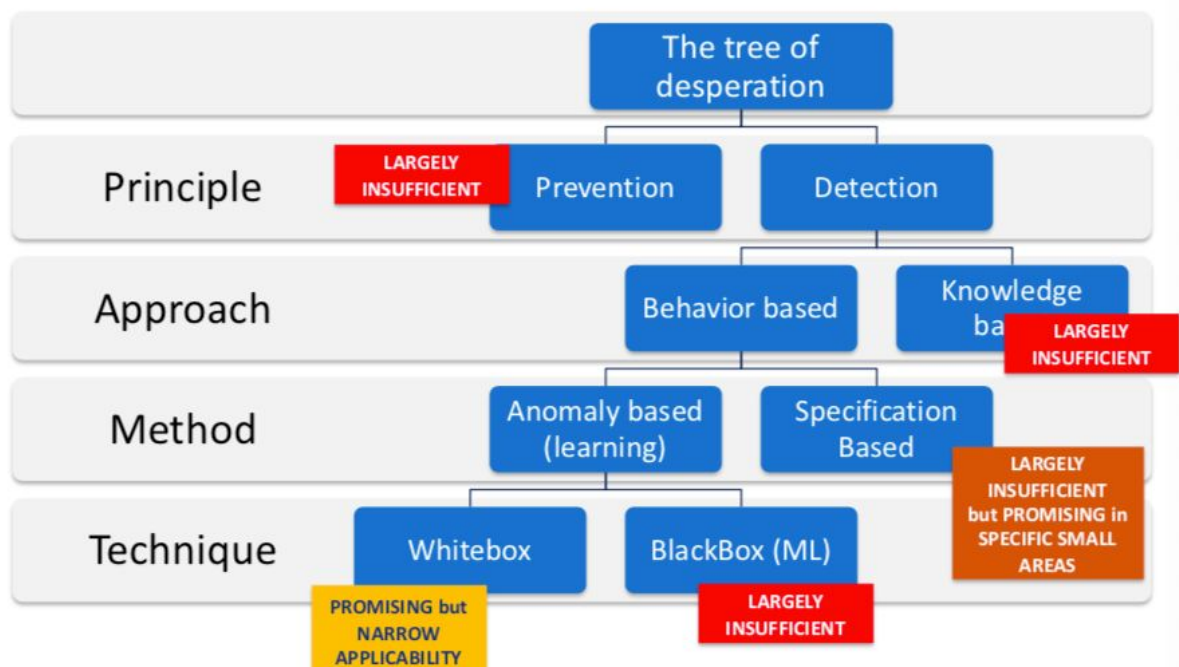 The tree of
desperation
Principle
LARGELY
INSUFFICIENT
Prevention
Detection
Approach
Behavior based
Knowledge
LARGELY
INSUFFICIENT
Method
Anomaly based
(learning)
Specification
Based
LARGELY
INSUFFICIENT
but PROMISING in
SPECIFIC SMALL
AREAS
Technique
Whitebox
BlackBox (ML)
PROMISING but
NARROW
APPLICABILITY
LARGELY
INSUFFICIENT